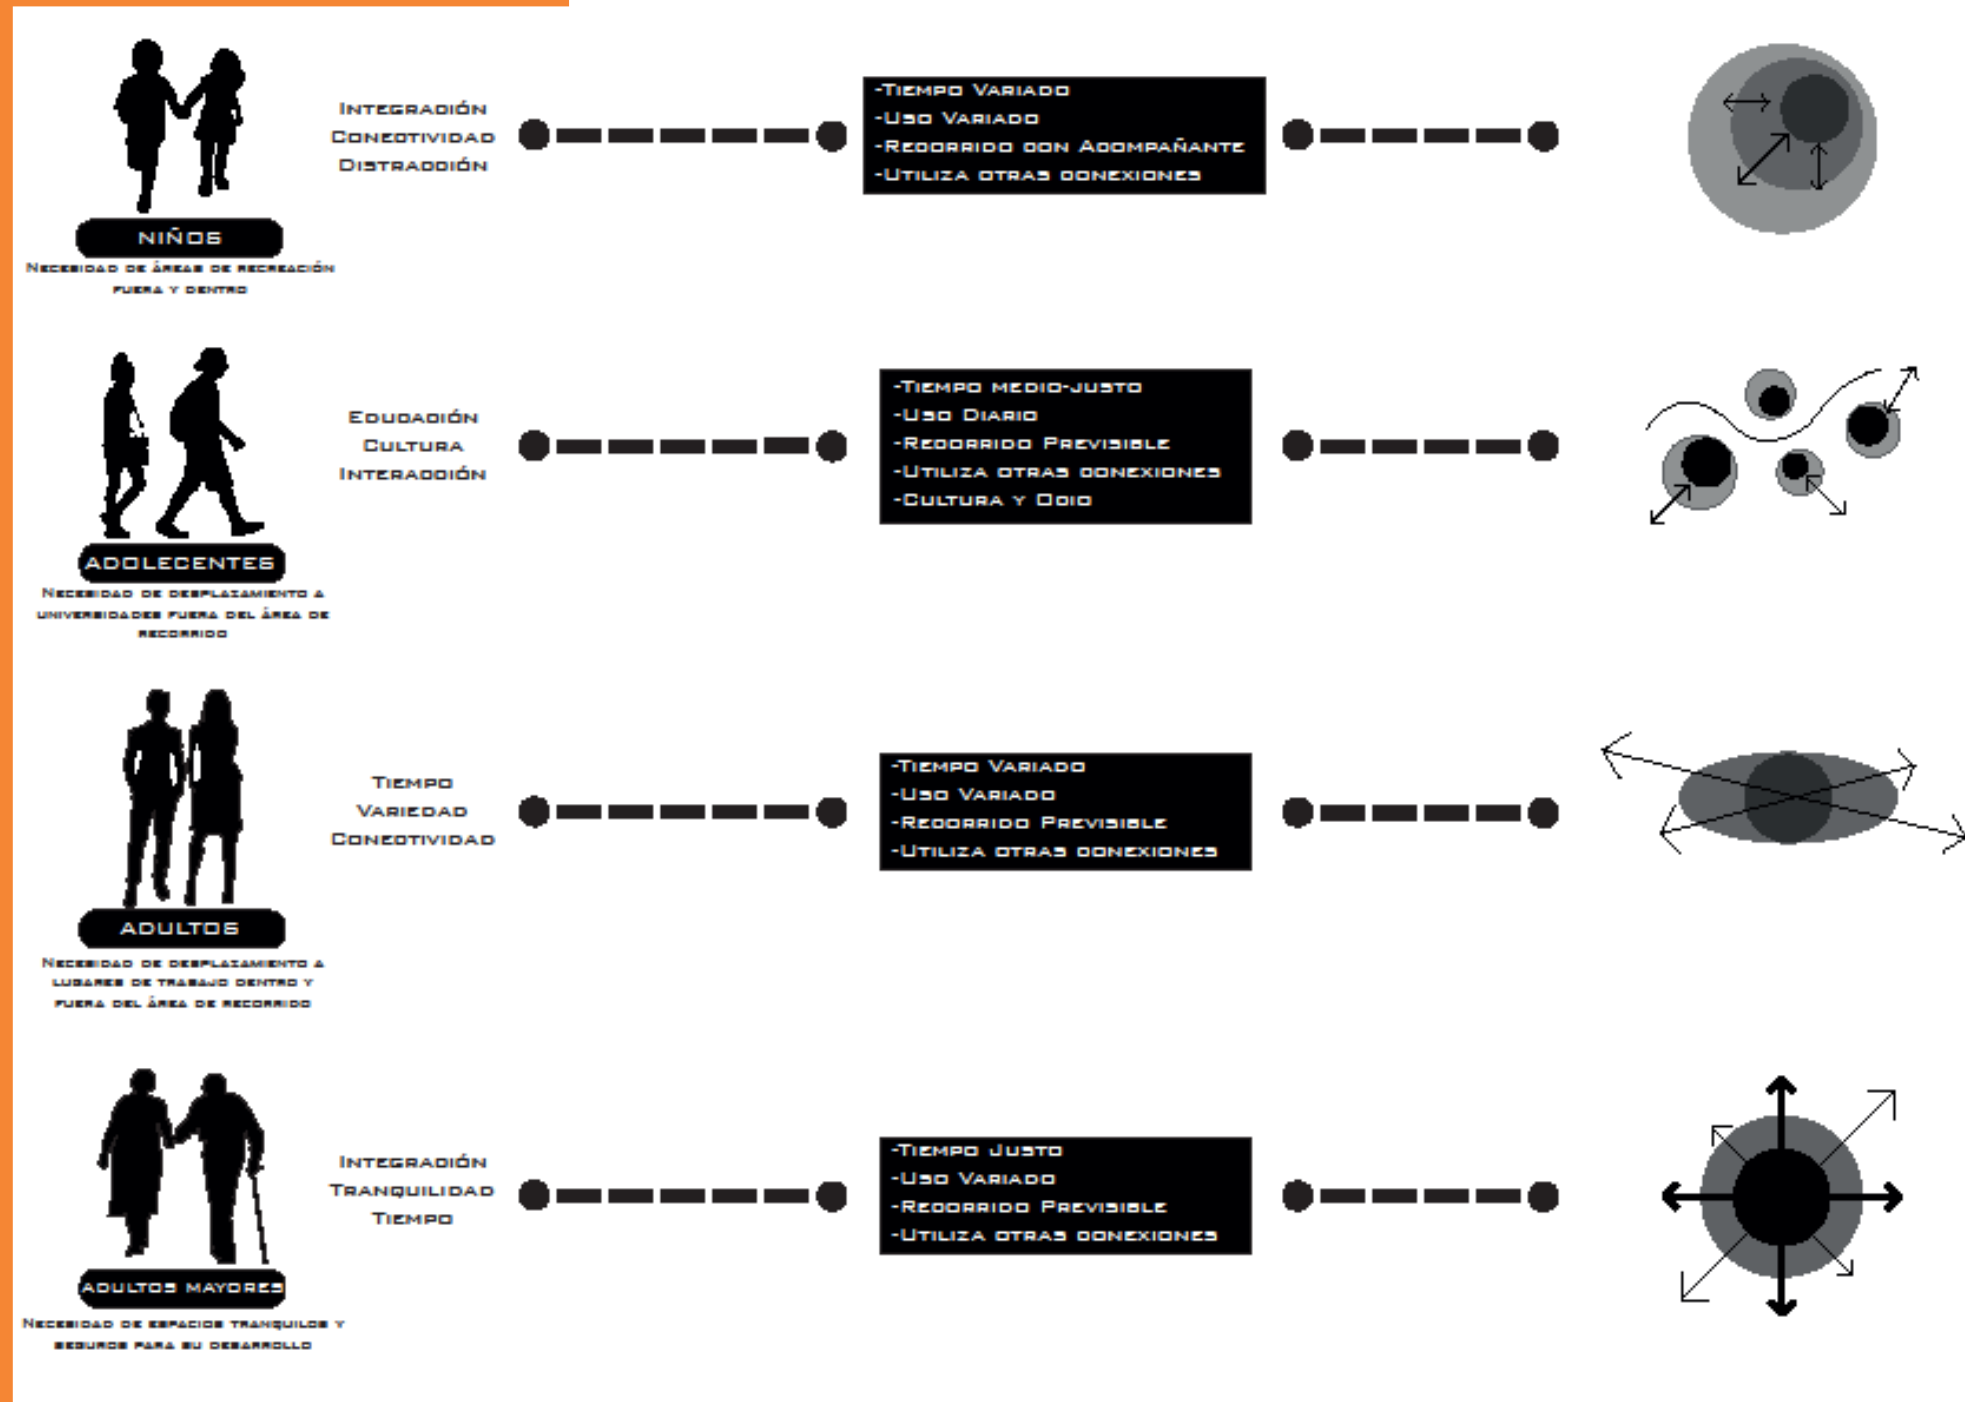 INTEGRACIÓN
CONECTIVIDAD
DISTRACCIÓN
-TIEMPO VARIADO
-USO VARIADO
-RECORRIDO CON ACOMPAÑANTE
-UTILIZA OTRAS CONEXIONES
NIÑOS
NECESIDAD DE ÁREAS DE RECREACIÓN
FUERA Y DENTRO
EDUCACIÓN
CULTURA
INTERACCIÓN
-TIEMPO MEDIO-JUSTO
-USO DIARIO
-RECORRIDO PREVISIBLE
-UTILIZA OTRAS CONEXIONES
-CULTURA Y OCIO
ADOLECENTES
NECESIDAD DE DESPLAZAMIENTO A
UNIVERSIDADES FUERA DEL ÁREA DE
RECORRIDO
TIEMPO
VARIEDAD
CONECTIVIDAD
-TIEMPO VARIADO
-USO VARIADO
-RECORRIDO PREVISIBLE
-UTILIZA OTRAS CONEXIONES
ADULTOS
NECESIDAD DE DESPLAZAMIENTO A
LUGARES DE TRABAJO DENTRO Y
FUERA DEL ÁREA DE RECORRIDO
INTEGRACIÓN
TRANQUILIDAD
TIEMPO
-TIEMPO JUSTO
-USO VARIADO
-RECORRIDO PREVISIBLE
-UTILIZA OTRAS CONEXIONES
ADULTOS MAYORES
NECESIDAD DE ESPACIOS TRANQUILOS Y
SEGUROS PARA SU DESARROLLO